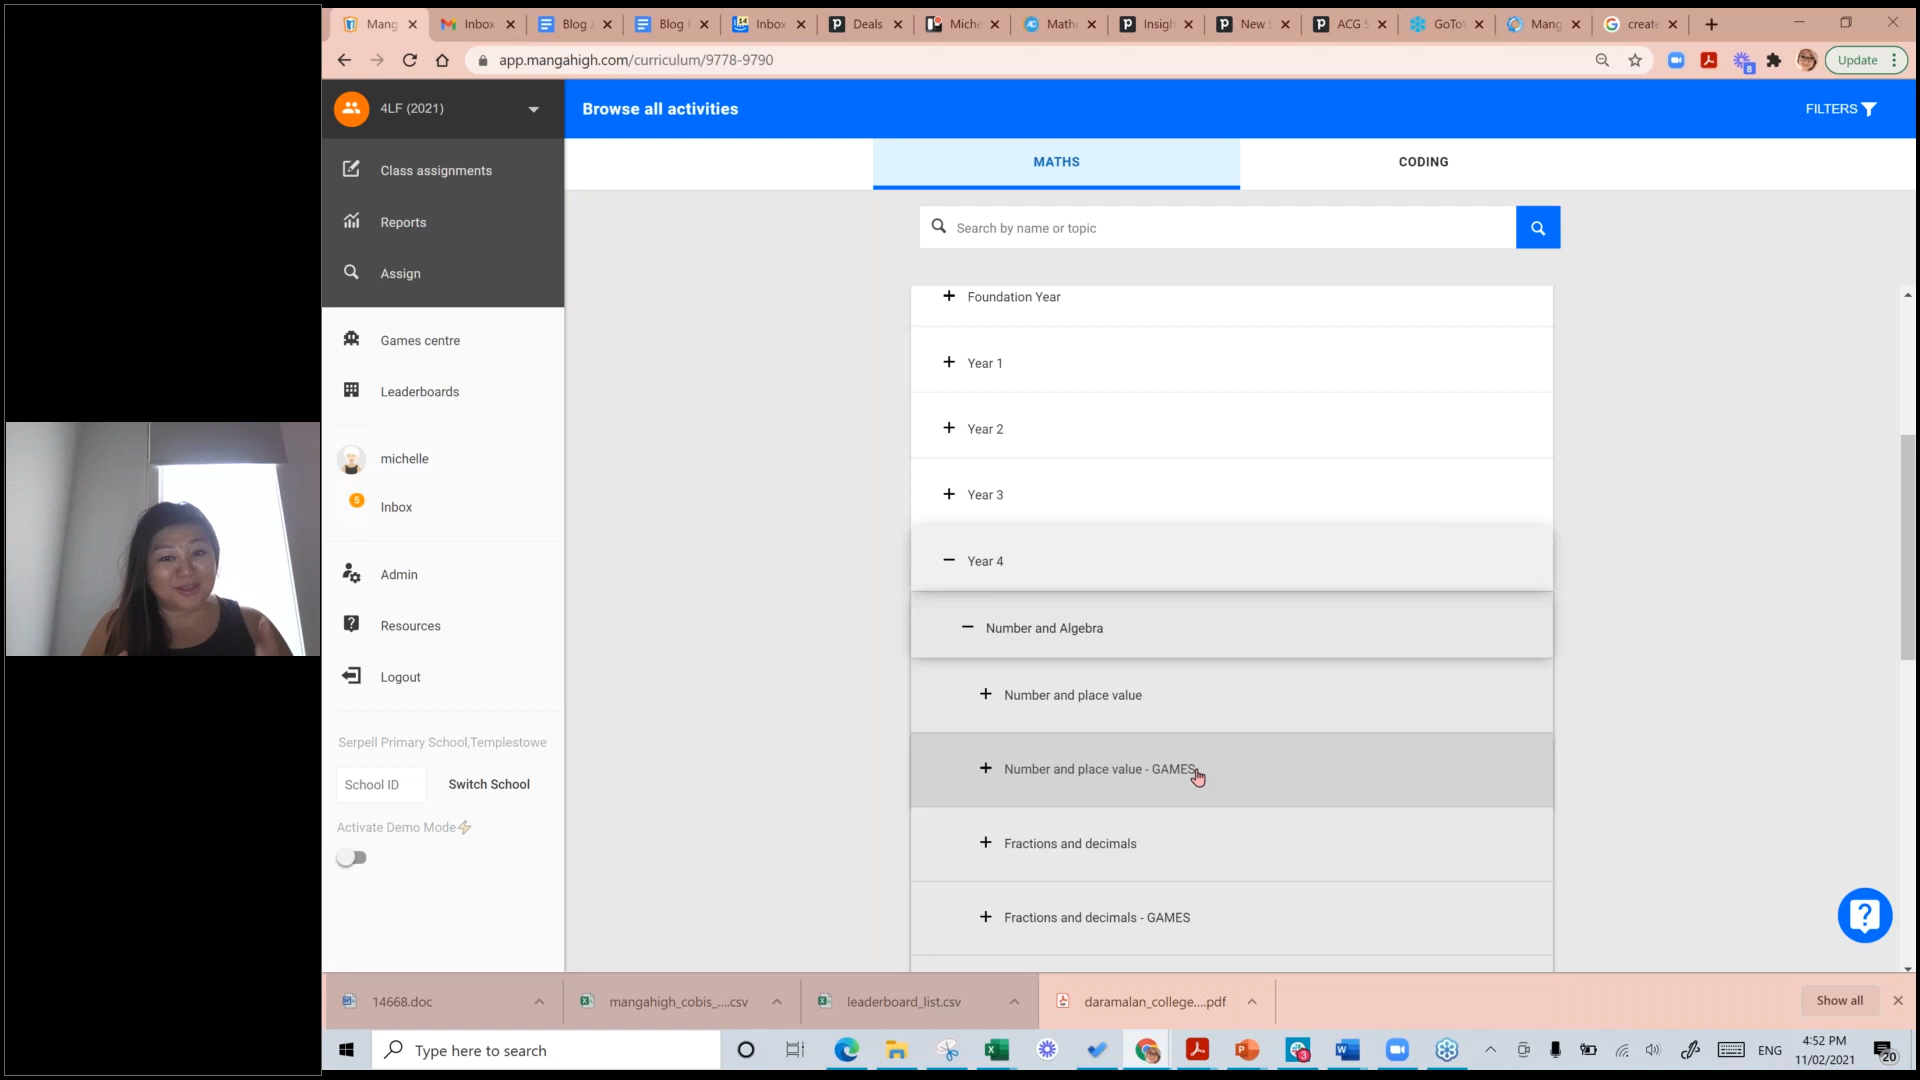 Mang
Inbox
Blog
Blog
Inbox
Deals
Miche
Math
Insigh
New
ACG S
GoTo
Mang
create
app.mangahigh.com/curriculum/9778-9790
8
Update
4LF (2021)
Browse all activities
FILTERS
MATHS
CODING
Class assignments
Reports
Assign
Search by name or topic
Games centre
Leaderboards
michelle
5
Inbox
Admin
Resources
Logout
Serpell Primary School,Templestowe
School ID
Switch School
Activate Demo Mode⚡
Foundation Year
Year 1
Year 2
Year 3
Year 4
Number and Algebra
Number and place value
Number and place value - GAMES
Fractions and decimals
Fractions and decimals - GAMES
14668.doc
mangahigh_cobis_....csv
leaderboard_list.csv
daramalan_college....pdf
Show all
Type here to search
3
ENG
4:52 PM
11/02/2021
20